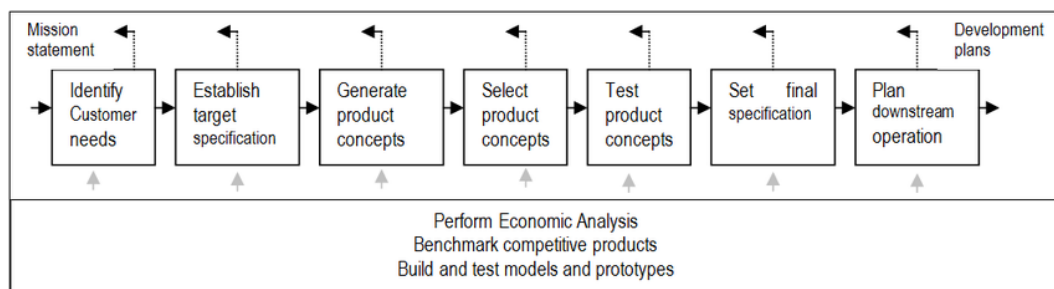 Mission
statement
Development
plans
Identify
Customer
needs
Establish
target
specification
Generate
product
concepts
Select
product
concepts
Test
product
concepts
Set final
specification
Plan
downstream
operation
Perform Economic Analysis
Benchmark competitive products
Build and test models and prototypes